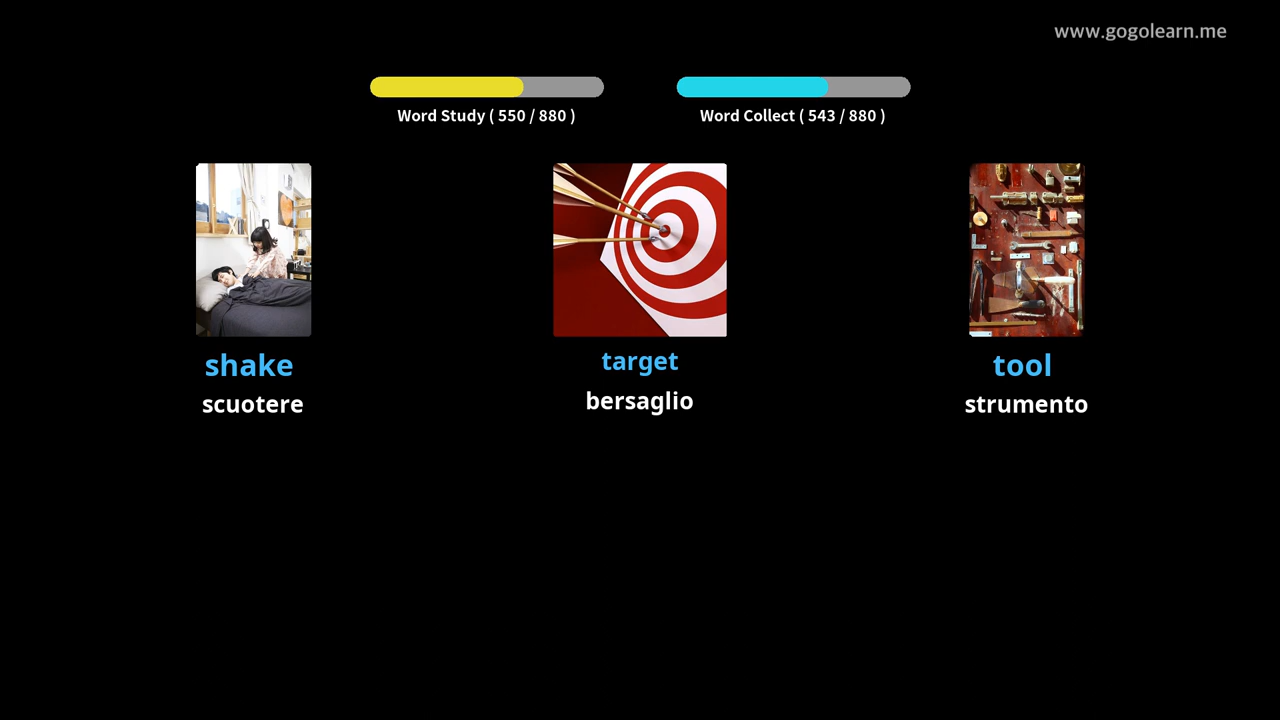 www.gogolearn.me
Word Study ( 550 / 880 )
Word Collect ( 543 / 880 )
shake
scuotere
target
bersaglio
tool
strumento